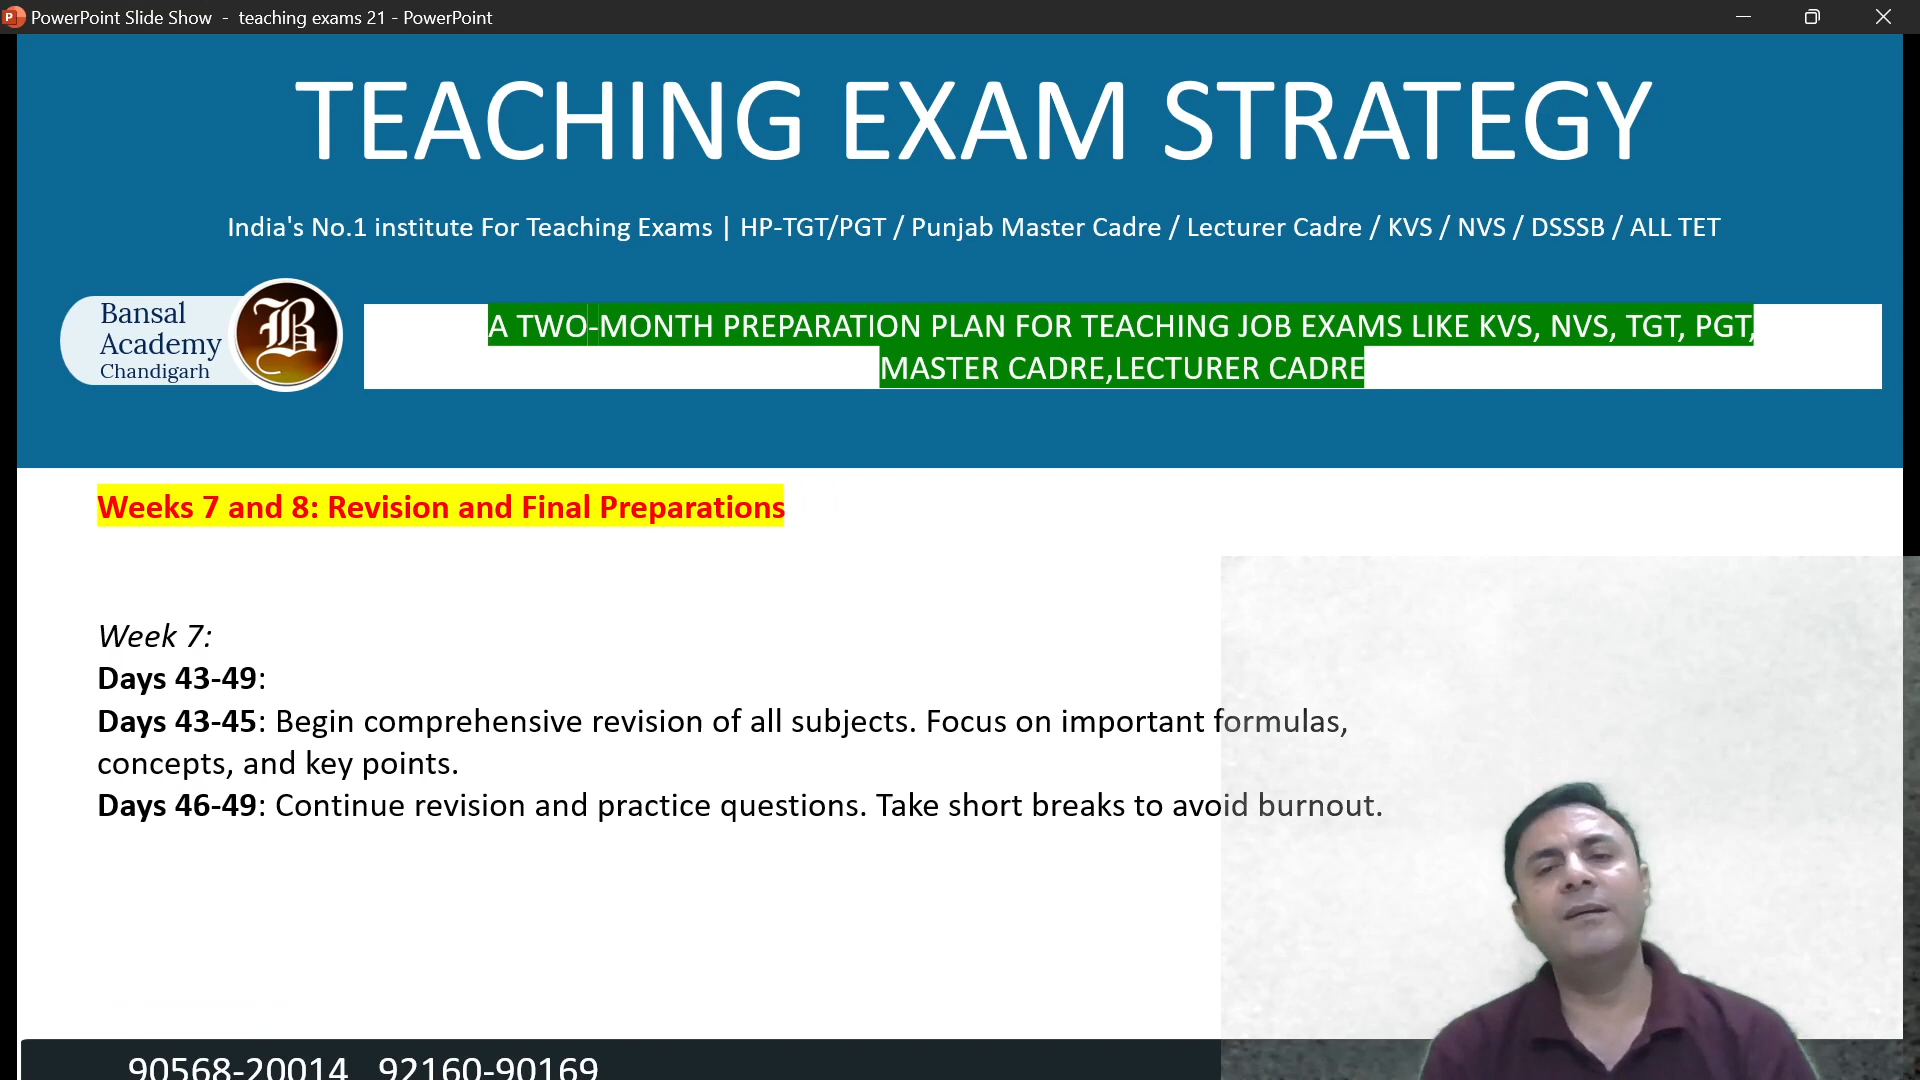 PowerPoint Slide Show - teaching exams 21 - PowerPoint
TEACHING EXAM STRATEGY
India's No.1 institute For Teaching Exams | HP-TGT/PGT / Punjab Master Cadre / Lecturer Cadre / KVS / NVS / DSSSB / ALL TET
Bansal
Academy
Chandigarh
B
A TWO-MONTH PREPARATION PLAN FOR TEACHING JOB EXAMS LIKE KVS, NVS, TGT, PGT,
MASTER CADRE,LECTURER CADRE
Weeks 7 and 8: Revision and Final Preparations
Week 7:
Days 43-49:
Days 43-45: Begin comprehensive revision of all subjects. Focus on important formulas,
concepts, and key points.
Days 46-49: Continue revision and practice questions. Take short breaks to avoid burnout.
90568-20014 92160-90169